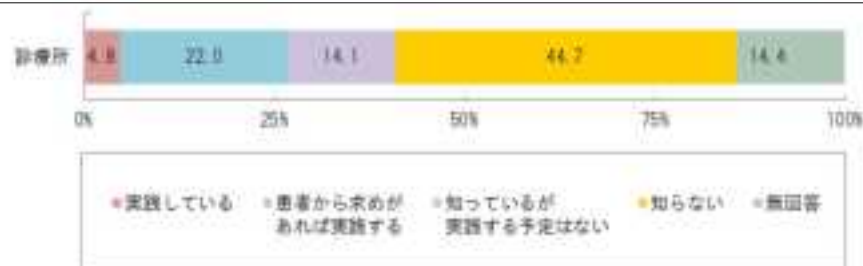 診療所 4.8 22.0 14.1 44.7 14.4
0% 25% 50% 75% 100%
実践している 患者から求めが 知っているが 知らない 無回答
あれば実践する 実践する予定はない